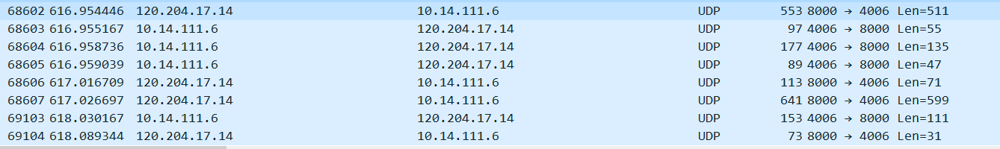 68602 616.954446 120.204.17.14 10.14.111.6 UDP 553 8000 → 4006 Len=511
68603 616.955167 10.14.111.6 120.204.17.14 UDP 97 4006 → 8000 Len=55
68604 616.958736 10.14.111.6 120.204.17.14 UDP 177 4006 → 8000 Len=135
68605 616.959039 10.14.111.6 120.204.17.14 UDP 89 4006 → 8000 Len=47
68606 617.016709 120.204.17.14 10.14.111.6 UDP 113 8000 → 4006 Len=71
68607 617.026697 120.204.17.14 10.14.111.6 UDP 641 8000 → 4006 Len=599
69103 618.030167 10.14.111.6 120.204.17.14 UDP 153 4006 → 8000 Len=111
69104 618.089344 120.204.17.14 10.14.111.6 UDP 73 8000 → 4006 Len=31